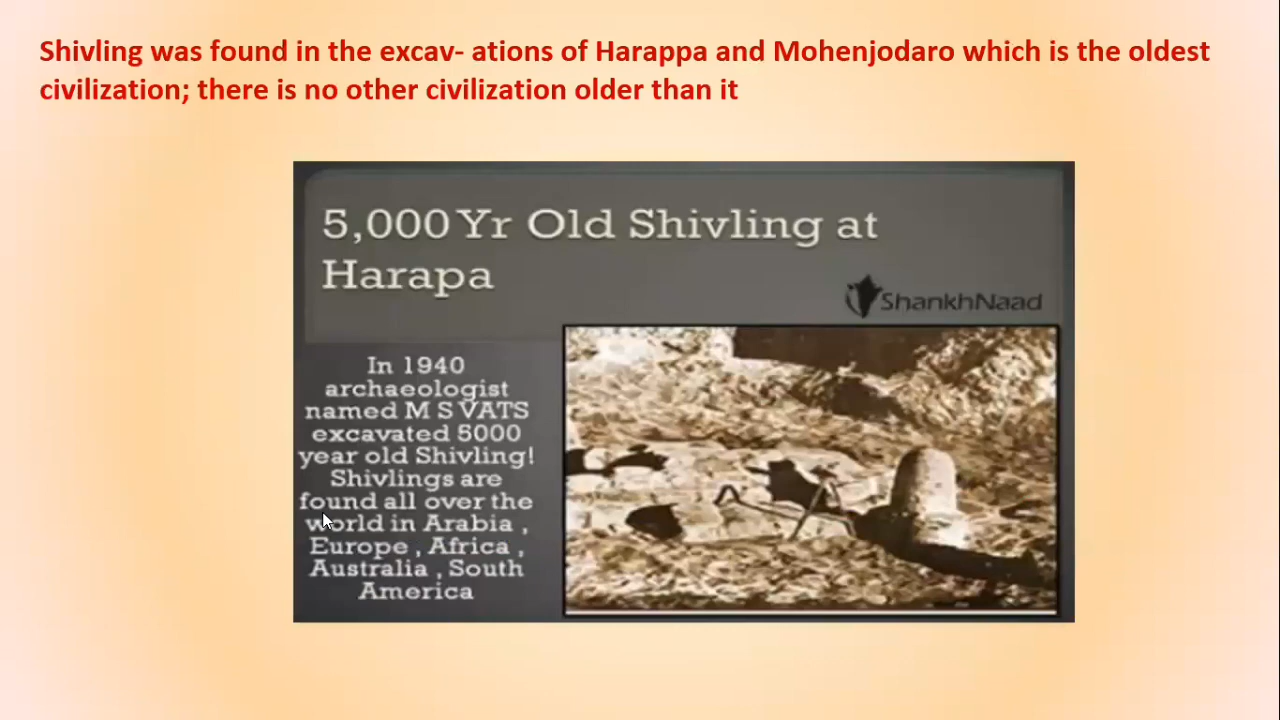 Shivling was found in the excav- ations of Harappa and Mohenjodaro which is the oldest
civilization; there is no other civilization older than it
5,000 Yr Old Shivling at
Harapa
ShankhNaad
In 1940
archaeologist
named M S VATS
excavated 5000
year old Shivling!
Shivlings are
found all over the
world in Arabia ,
Europe , Africa ,
Australia , South
America